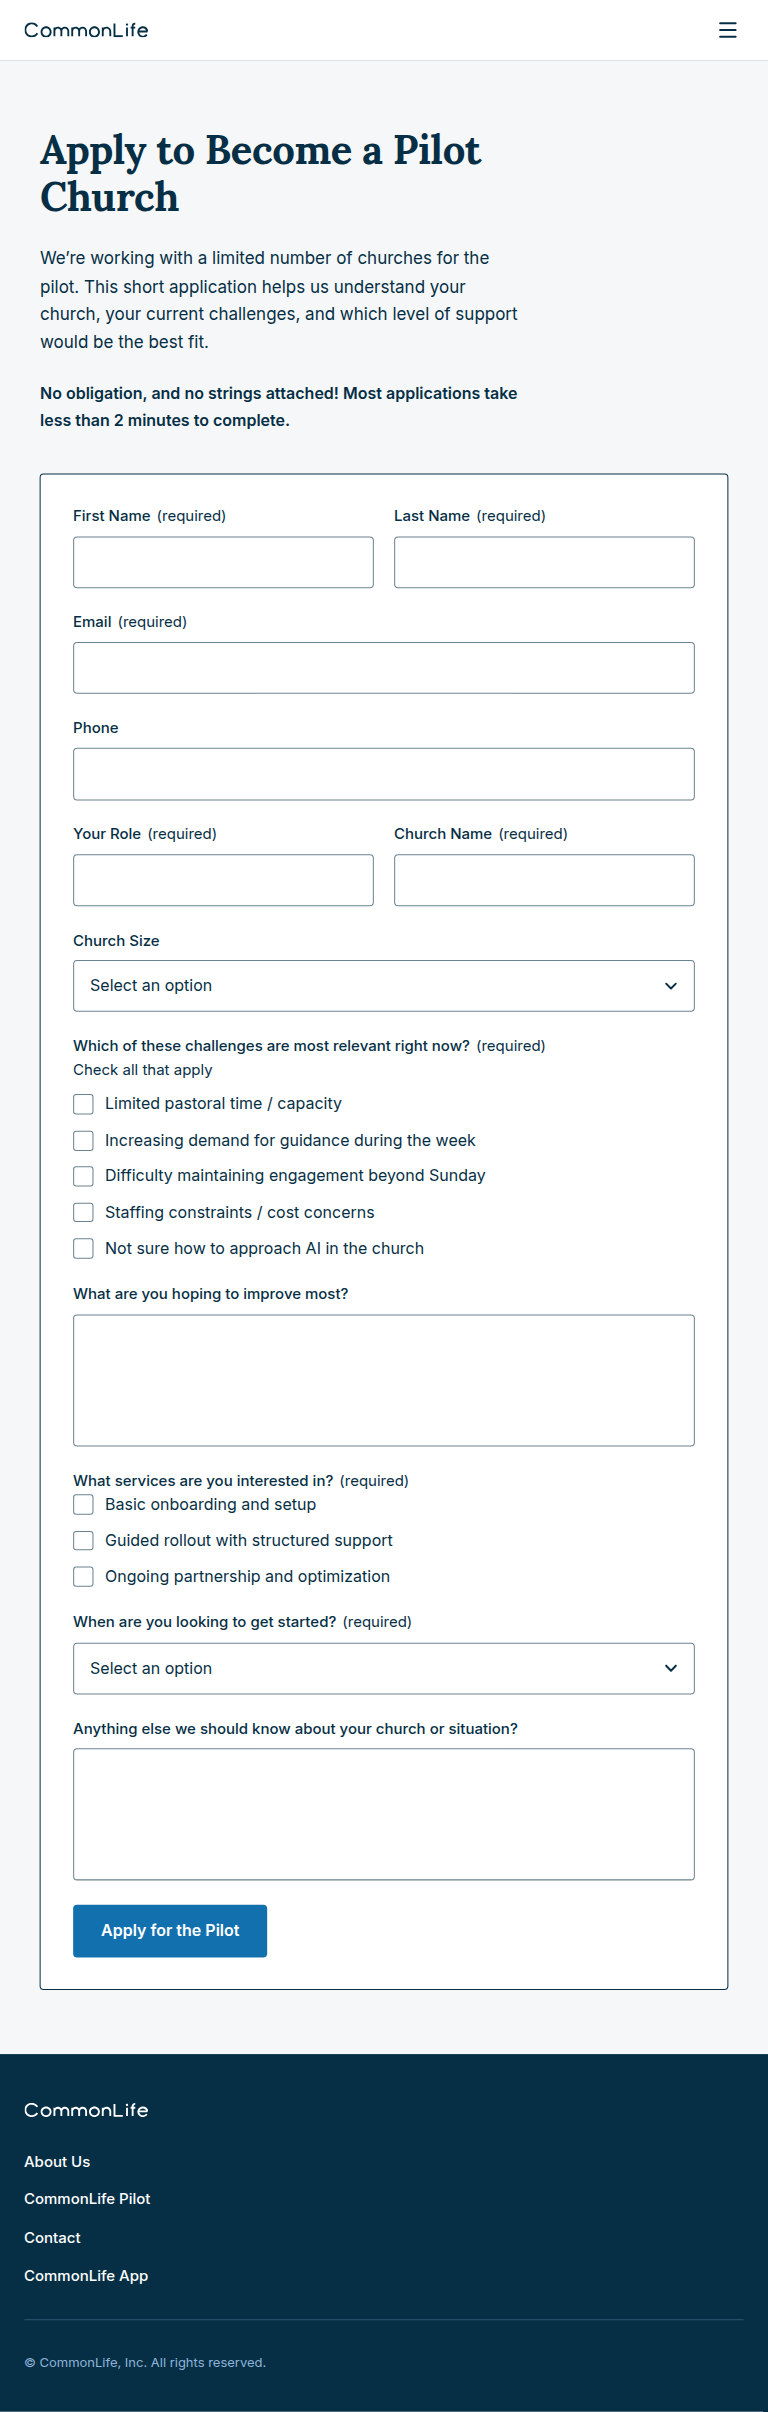 CommonLife
Apply to Become a Pilot
Church
We’re working with a limited number of churches for the
pilot. This short application helps us understand your
church, your current challenges, and which level of support
would be the best fit.
No obligation, and no strings attached! Most applications take
less than 2 minutes to complete.
First Name (required)
Last Name (required)
Email (required)
Phone
Your Role (required)
Church Name (required)
Church Size
Select an option
Which of these challenges are most relevant right now? (required)
Check all that apply
Limited pastoral time / capacity
Increasing demand for guidance during the week
Difficulty maintaining engagement beyond Sunday
Staffing constraints / cost concerns
Not sure how to approach AI in the church
What are you hoping to improve most?
What services are you interested in? (required)
Basic onboarding and setup
Guided rollout with structured support
Ongoing partnership and optimization
When are you looking to get started? (required)
Select an option
Anything else we should know about your church or situation?
Apply for the Pilot
CommonLife
About Us
CommonLife Pilot
Contact
CommonLife App
© CommonLife, Inc. All rights reserved.